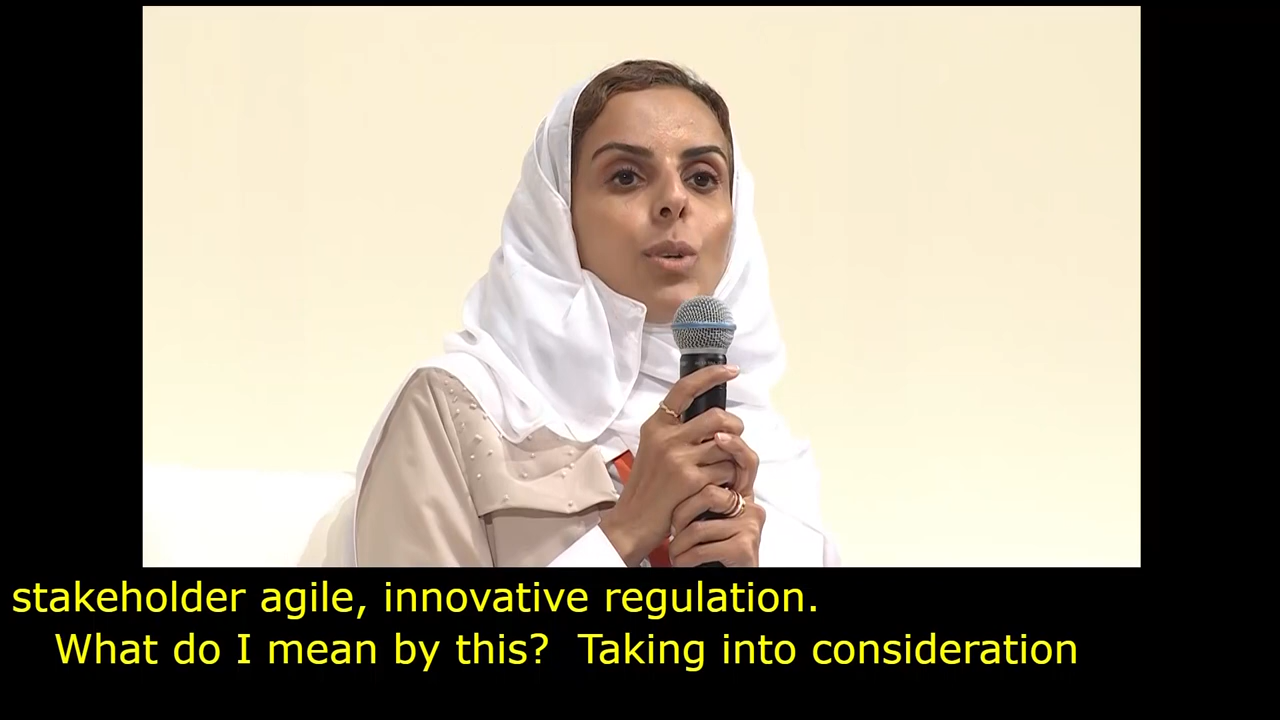 stakeholder agile, innovative regulation.
What do I mean by this?  Taking into consideration